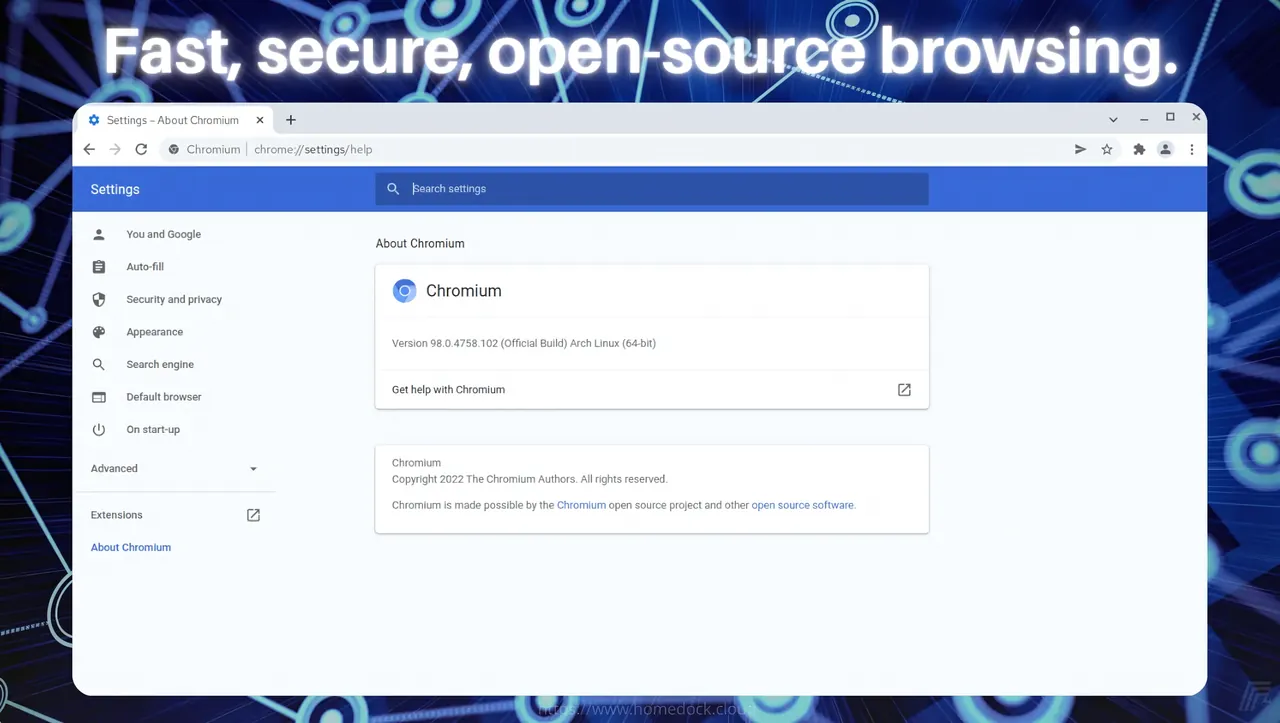 Fast, secure, open-source browsing.
Settings – About Chromium
Chromium | chrome://settings/help
Settings
Search settings
You and Google
Auto-fill
Security and privacy
Appearance
Search engine
Default browser
On start-up
Advanced
Extensions
About Chromium
About Chromium
Chromium
Version 98.0.4758.102 (Official Build) Arch Linux (64-bit)
Get help with Chromium
Chromium
Copyright 2022 The Chromium Authors. All rights reserved.
Chromium is made possible by the Chromium open source project and other open source software.
https://www.homedock.cloud